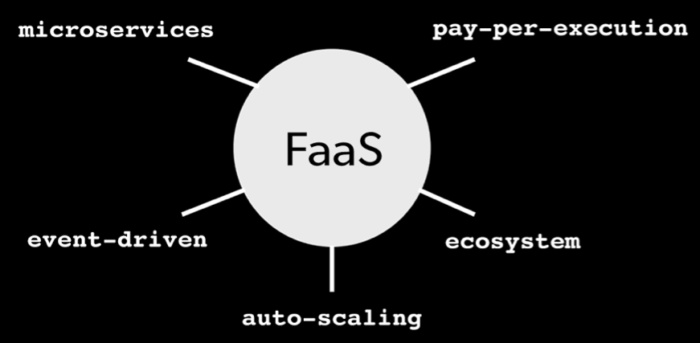 microservices
pay-per-execution
FaaS
event-driven
ecosystem
auto-scaling